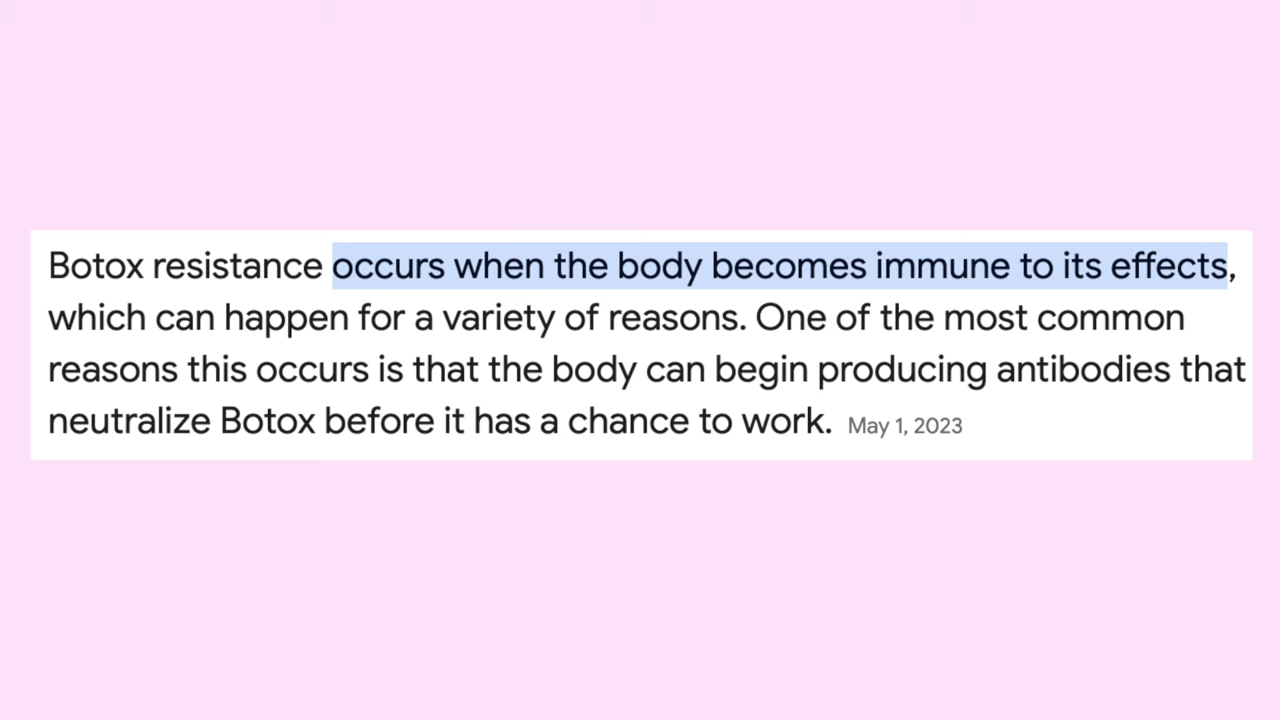 Botox resistance occurs when the body becomes immune to its effects,
which can happen for a variety of reasons. One of the most common
reasons this occurs is that the body can begin producing antibodies that
neutralize Botox before it has a chance to work. May 1, 2023